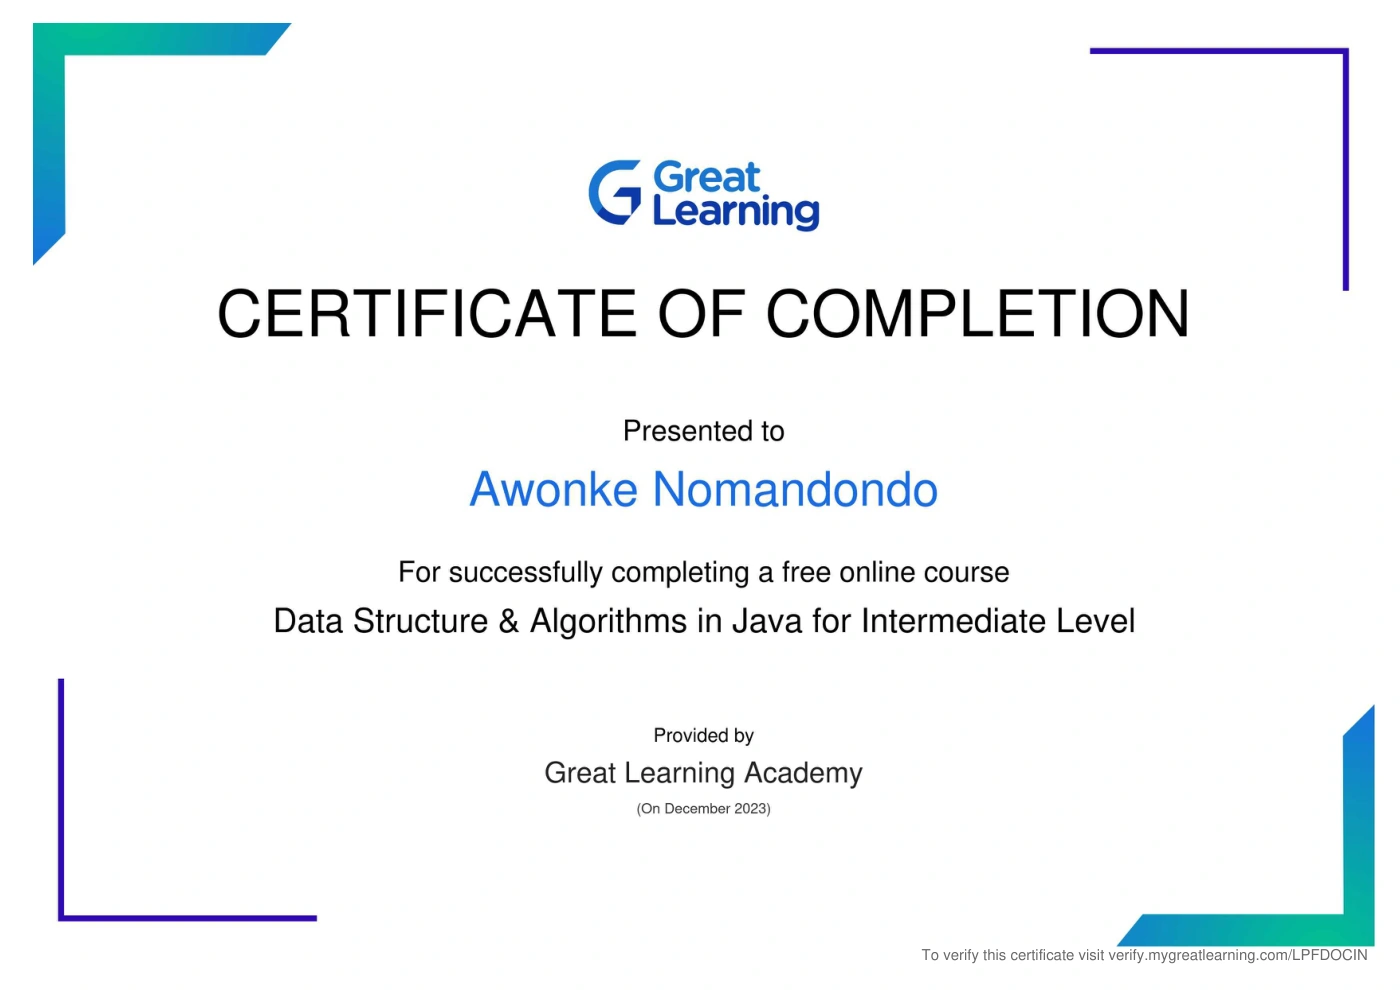 Great
Learning
CERTIFICATE OF COMPLETION
Presented to
Awonke Nomandondo
For successfully completing a free online course
Data Structure & Algorithms in Java for Intermediate Level
Provided by
Great Learning Academy
(On December 2023)
To verify this certificate visit verify.mygreatlearning.com/LPFDOCIN